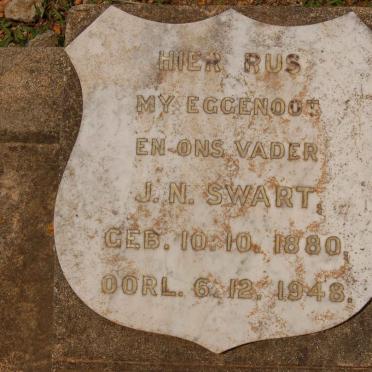 HIER RUS
MY EGGENOOT
EN ONS VADER
J. N. SWART
GEB. 10. 10. 1880
OORL. 6. 12. 1948.